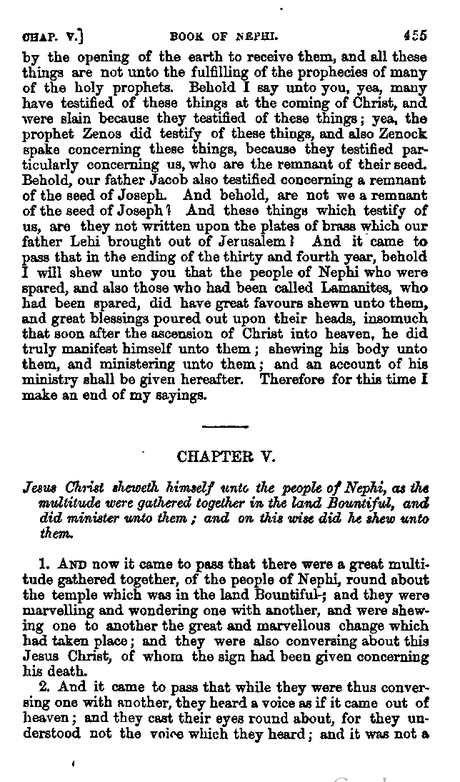 CHAP. V.] BOOK OF NEPHI. 455
by the opening of the earth to receive them, and all these
things are not unto the fulfilling of the prophecies of many
of the holy prophets. Behold I say unto you, yea, many
have testified of these things at the coming of Christ, and
were slain because they testified of these things; yea, the
prophet Zenos did testify of these things, and also Zenock
spake concerning these things, because they testified par-
ticularly concerning us, who are the remnant of their seed.
Behold, our father Jacob also testified concerning a remnant
of the seed of Joseph. And behold, are not we a remnant
of the seed of Joseph? And these things which testify of
us, are they not written upon the plates of brass which our
father Lehi brought out of Jerusalem? And it came to
pass that in the ending of the thirty and fourth year, behold
I will shew unto you that the people of Nephi who were
spared, and also those who had been called Lamanites, who
had been spared, did have great favours shewn unto them,
and great blessings poured out upon their heads, insomuch
that soon after the ascension of Christ into heaven, he did
truly manifest himself unto them; shewing his body unto
them, and ministering unto them; and an account of his
ministry shall be given hereafter. Therefore for this time I
make an end of my sayings.
CHAPTER V.
Jesus Christ sheweth himself unto the people of Nephi, as the
multitude were gathered together in the land Bountiful, and
did minister unto them; and on this wise did he shew unto
them.
1. AND now it came to pass that there were a great multi-
tude gathered together, of the people of Nephi, round about
the temple which was in the land Bountiful; and they were
marvelling and wondering one with another, and were shew-
ing one to another the great and marvellous change which
had taken place; and they were also conversing about this
Jesus Christ, of whom the sign had been given concerning
his death.
2. And it came to pass that while they were thus conver-
sing one with another, they heard a voice as if it came out of
heaven; and they cast their eyes round about, for they un-
derstood not the voice which they heard; and it was not a